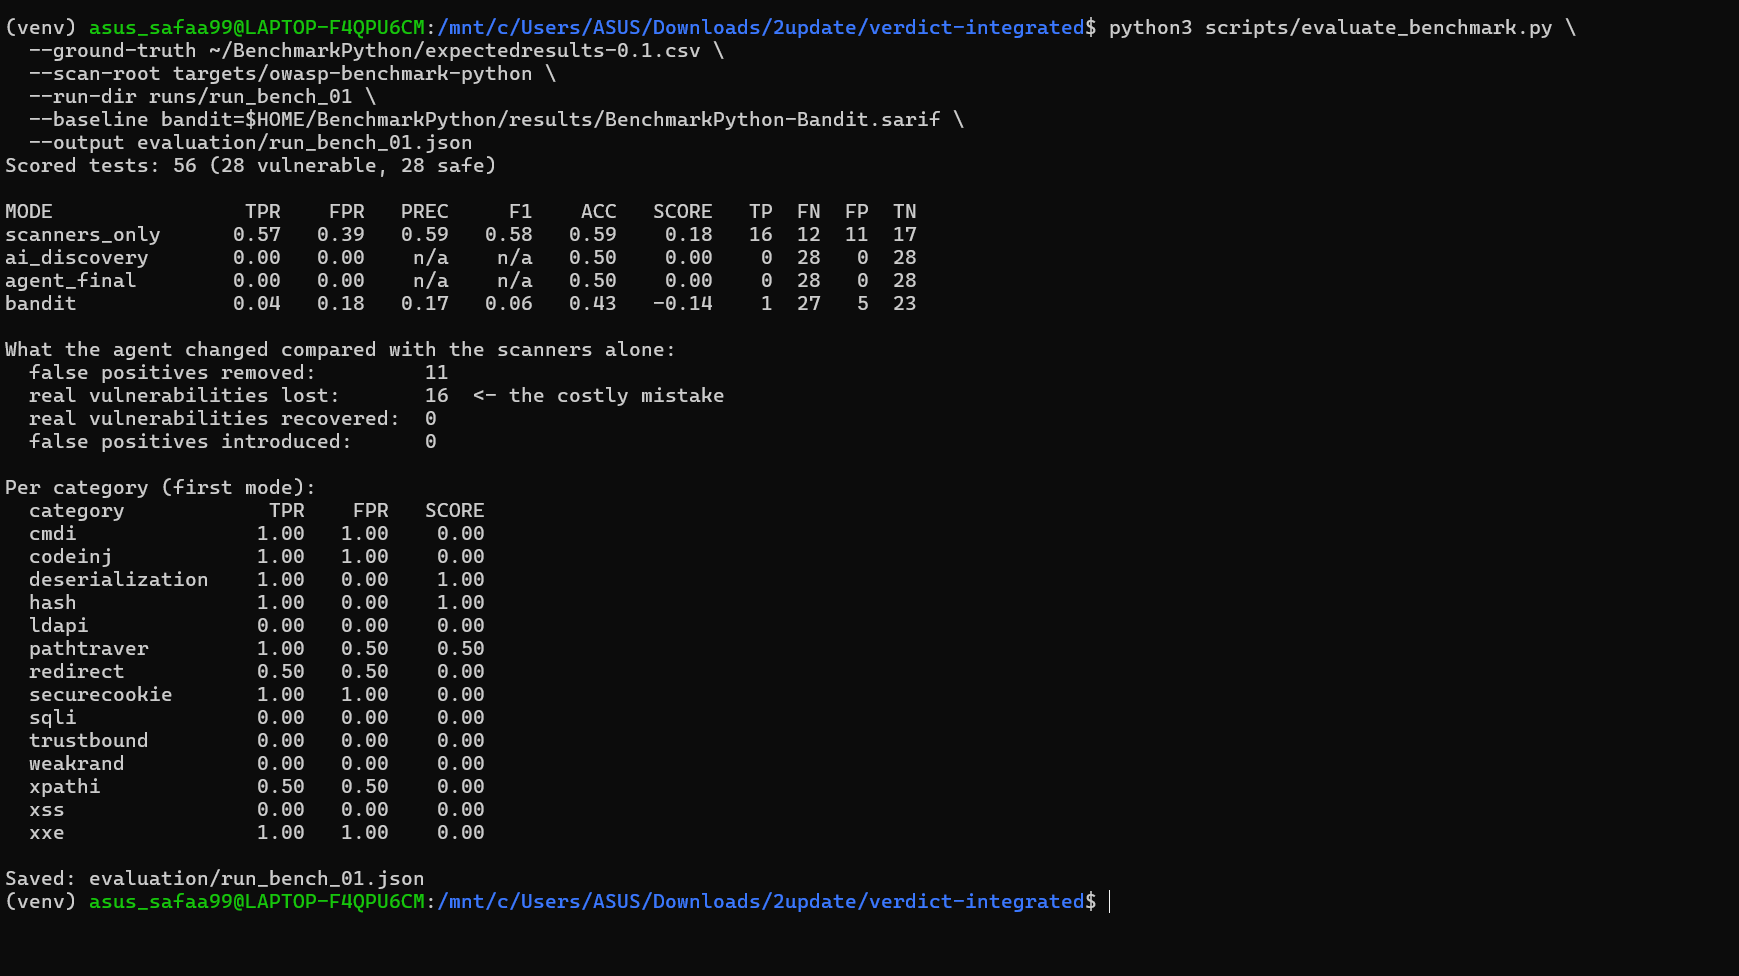 (venv) asus_safaa99@LAPTOP-F4QPU6CM:/mnt/c/Users/ASUS/Downloads/2update/verdict-integrated$ python3 scripts/evaluate_benchmark.py \
  --ground-truth ~/BenchmarkPython/expectedresults-0.1.csv \
  --scan-root targets/owasp-benchmark-python \
  --run-dir runs/run_bench_01 \
  --baseline bandit=$HOME/BenchmarkPython/results/BenchmarkPython-Bandit.sarif \
  --output evaluation/run_bench_01.json
Scored tests: 56 (28 vulnerable, 28 safe)

MODE                TPR    FPR   PREC     F1    ACC   SCORE   TP  FN  FP  TN
scanners_only      0.57   0.39   0.59   0.58   0.59    0.18   16  12  11  17
ai_discovery       0.00   0.00    n/a    n/a   0.50    0.00    0  28   0  28
agent_final        0.00   0.00    n/a    n/a   0.50    0.00    0  28   0  28
bandit             0.04   0.18   0.17   0.06   0.43   -0.14    1  27   5  23

What the agent changed compared with the scanners alone:
  false positives removed:         11
  real vulnerabilities lost:       16  <- the costly mistake
  real vulnerabilities recovered:  0
  false positives introduced:      0

Per category (first mode):
  category            TPR    FPR   SCORE
  cmdi               1.00   1.00    0.00
  codeinj            1.00   1.00    0.00
  deserialization    1.00   0.00    1.00
  hash               1.00   0.00    1.00
  ldapi              0.00   0.00    0.00
  pathtraver         1.00   0.50    0.50
  redirect           0.50   0.50    0.00
  securecookie       1.00   1.00    0.00
  sqli               0.00   0.00    0.00
  trustbound         0.00   0.00    0.00
  weakrand           0.00   0.00    0.00
  xpathi             0.50   0.50    0.00
  xss                0.00   0.00    0.00
  xxe                1.00   1.00    0.00

Saved: evaluation/run_bench_01.json
(venv) asus_safaa99@LAPTOP-F4QPU6CM:/mnt/c/Users/ASUS/Downloads/2update/verdict-integrated$